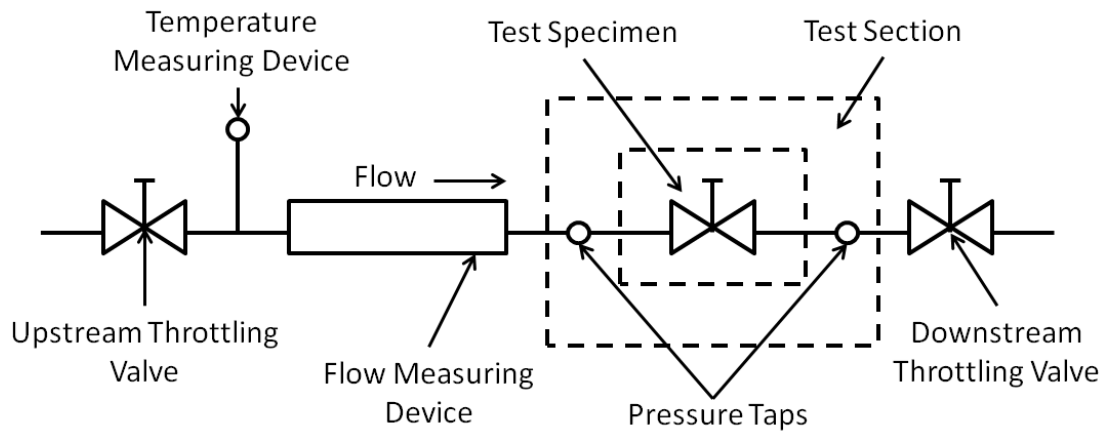 Temperature
Measuring Device
Test Specimen
Test Section
Flow
Upstream Throttling
Valve
Flow Measuring
Device
Pressure Taps
Downstream
Throttling Valve